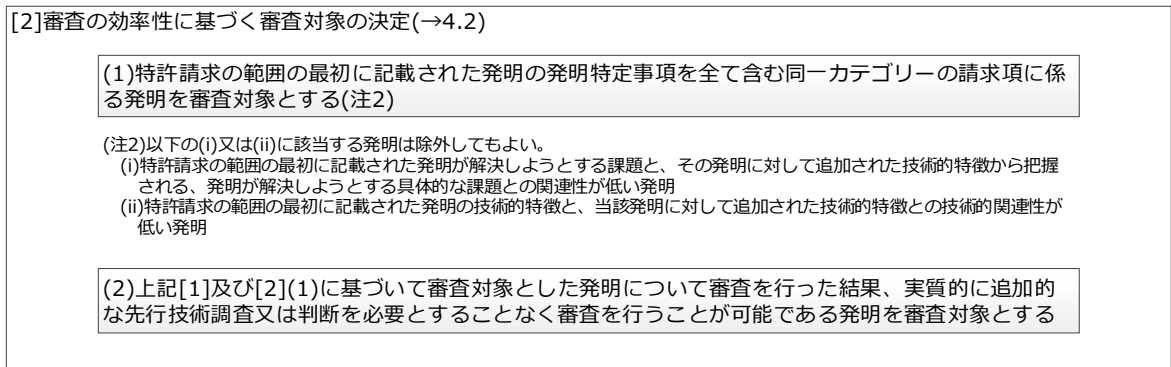 [2]審査の効率性に基づく審査対象の決定(→4.2)
(1)特許請求の範囲の最初に記載された発明の発明特定事項を全て含む同一カテゴリーの請求項に係
る発明を審査対象とする(注2)
(注2)以下の(i)又は(ii)に該当する発明は除外してもよい。
(i)特許請求の範囲の最初に記載された発明が解決しようとする課題と、その発明に対して追加された技術的特徴から把握
される、発明が解決しようとする具体的な課題との関連性が低い発明
(ii)特許請求の範囲の最初に記載された発明の技術的特徴と、当該発明に対して追加された技術的特徴との技術的関連性が
低い発明
(2)上記[1]及び[2](1)に基づいて審査対象とした発明について審査を行った結果、実質的に追加的
な先行技術調査又は判断を必要とすることなく審査を行うことが可能である発明を審査対象とする